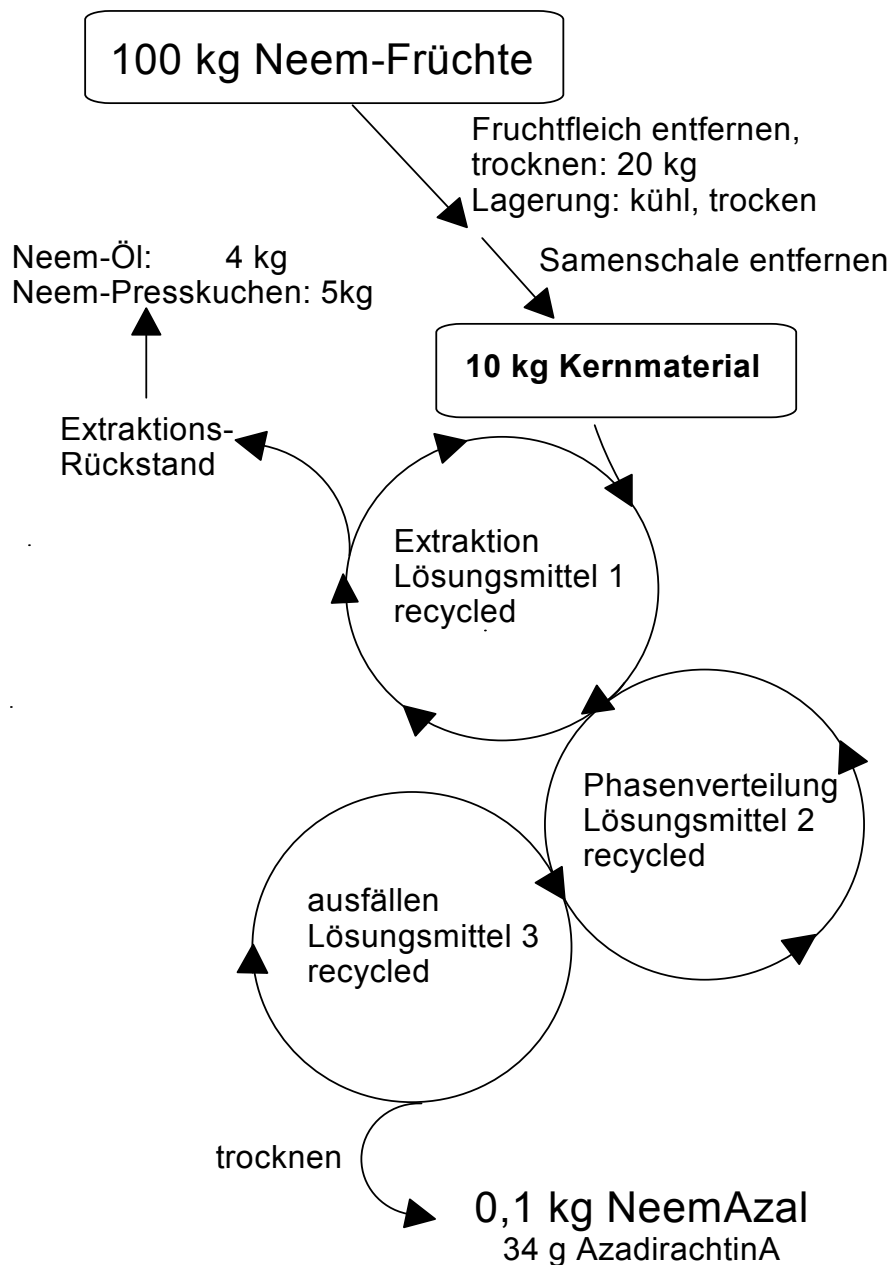 100 kg Neem-Früchte
Fruchtfleich entfernen,
trocknen: 20 kg
Lagerung: kühl, trocken
Neem-Öl: 4 kg
Neem-Presskuchen: 5kg
Samenschale entfernen
10 kg Kernmaterial
Extraktions-
Rückstand
Extraktion
Lösungsmittel 1
recycled
Phasenverteilung
Lösungsmittel 2
recycled
ausfällen
Lösungsmittel 3
recycled
trocknen
0,1 kg NeemAzal
34 g AzadirachtinA